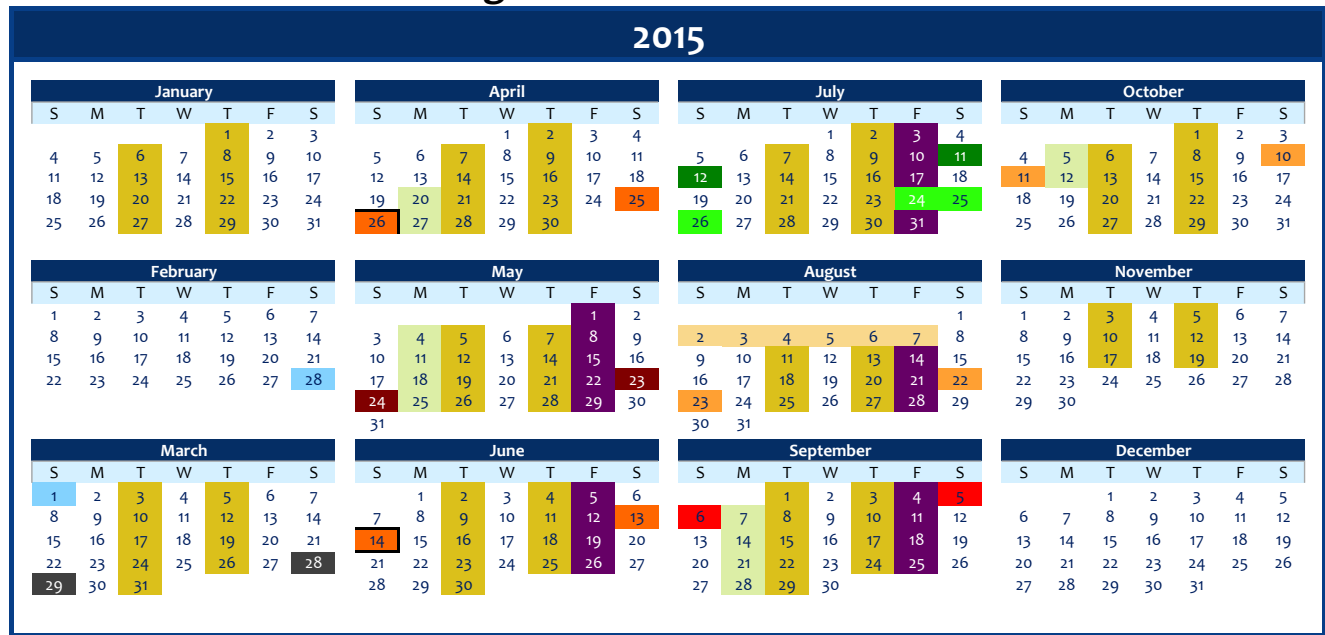 2015
January
S M T W T F S
1 2 3
4 5 6 7 8 9 10
11 12 13 14 15 16 17
18 19 20 21 22 23 24
25 26 27 28 29 30 31
April
S M T W T F S
1 2 3 4
5 6 7 8 9 10 11
12 13 14 15 16 17 18
19 20 21 22 23 24 25
26 27 28 29 30
July
S M T W T F S
1 2 3 4
5 6 7 8 9 10 11
12 13 14 15 16 17 18
19 20 21 22 23 24 25
26 27 28 29 30 31
October
S M T W T F S
1 2 3
4 5 6 7 8 9 10
11 12 13 14 15 16 17
18 19 20 21 22 23 24
25 26 27 28 29 30 31
February
S M T W T F S
1 2 3 4 5 6 7
8 9 10 11 12 13 14
15 16 17 18 19 20 21
22 23 24 25 26 27 28
May
S M T W T F S
1 2
3 4 5 6 7 8 9
10 11 12 13 14 15 16
17 18 19 20 21 22 23
24 25 26 27 28 29 30
31
August
S M T W T F S
1
2 3 4 5 6 7 8
9 10 11 12 13 14 15
16 17 18 19 20 21 22
23 24 25 26 27 28 29
30 31
November
S M T W T F S
1 2 3 4 5 6 7
8 9 10 11 12 13 14
15 16 17 18 19 20 21
22 23 24 25 26 27 28
29 30
March
S M T W T F S
1 2 3 4 5 6 7
8 9 10 11 12 13 14
15 16 17 18 19 20 21
22 23 24 25 26 27 28
29 30 31
June
S M T W T F S
1 2 3 4 5 6
7 8 9 10 11 12 13
14 15 16 17 18 19 20
21 22 23 24 25 26 27
28 29 30
September
S M T W T F S
1 2 3 4 5
6 7 8 9 10 11 12
13 14 15 16 17 18 19
20 21 22 23 24 25 26
27 28 29 30
December
S M T W T F S
1 2 3 4 5
6 7 8 9 10 11 12
13 14 15 16 17 18 19
20 21 22 23 24 25 26
27 28 29 30 31